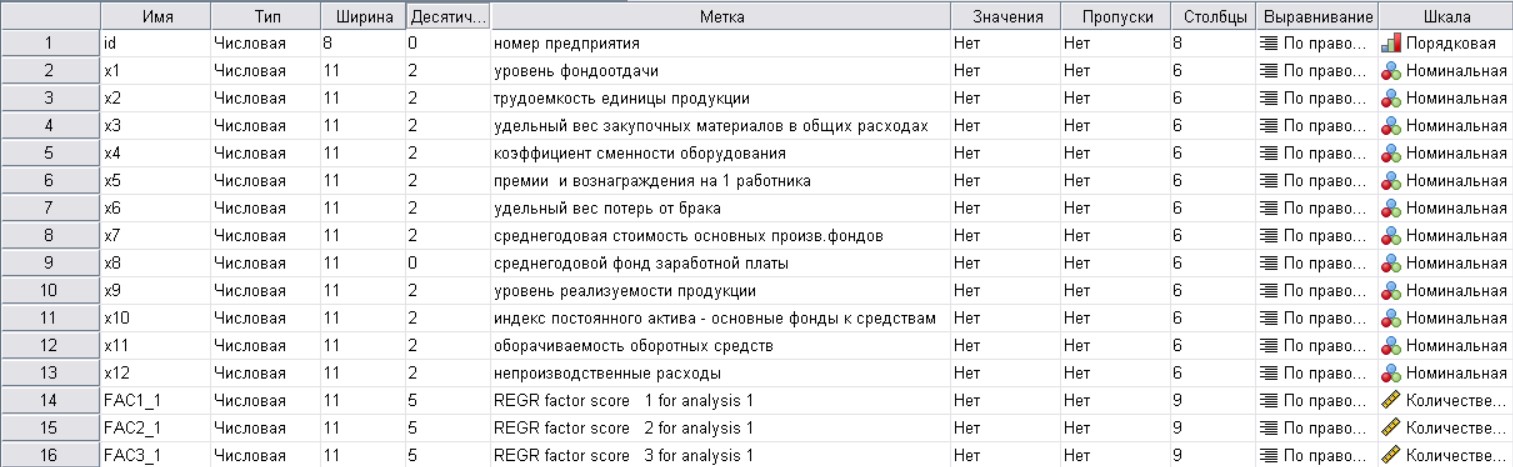 Имя Тип Ширина Десятич... Метка Значения Пропуски Столбцы Выравнивание Шкала
1 id Числовая 8 0 номер предприятия Нет Нет 8 По право... Порядковая
2 x1 Числовая 11 2 уровень фондоотдачи Нет Нет 6 По право... Номинальная
3 x2 Числовая 11 2 трудоемкость единицы продукции Нет Нет 6 По право... Номинальная
4 x3 Числовая 11 2 удельный вес закупочных материалов в общих расходах Нет Нет 6 По право... Номинальная
5 x4 Числовая 11 2 коэффициент сменности оборудования Нет Нет 6 По право... Номинальная
6 x5 Числовая 11 2 премии и вознаграждения на 1 работника Нет Нет 6 По право... Номинальная
7 x6 Числовая 11 2 удельный вес потерь от брака Нет Нет 6 По право... Номинальная
8 x7 Числовая 11 2 среднегодовая стоимость основных произв.фондов Нет Нет 6 По право... Номинальная
9 x8 Числовая 11 0 среднегодовой фонд заработной платы Нет Нет 6 По право... Номинальная
10 x9 Числовая 11 2 уровень реализуемости продукции Нет Нет 6 По право... Номинальная
11 x10 Числовая 11 2 индекс постоянного актива - основные фонды к средствам Нет Нет 6 По право... Номинальная
12 x11 Числовая 11 2 оборачиваемость оборотных средств Нет Нет 6 По право... Номинальная
13 x12 Числовая 11 2 непроизводственные расходы Нет Нет 6 По право... Номинальная
14 FAC1_1 Числовая 11 5 REGR factor score 1 for analysis 1 Нет Нет 9 По право... Количестве...
15 FAC2_1 Числовая 11 5 REGR factor score 2 for analysis 1 Нет Нет 9 По право... Количестве...
16 FAC3_1 Числовая 11 5 REGR factor score 3 for analysis 1 Нет Нет 9 По право... Количестве...